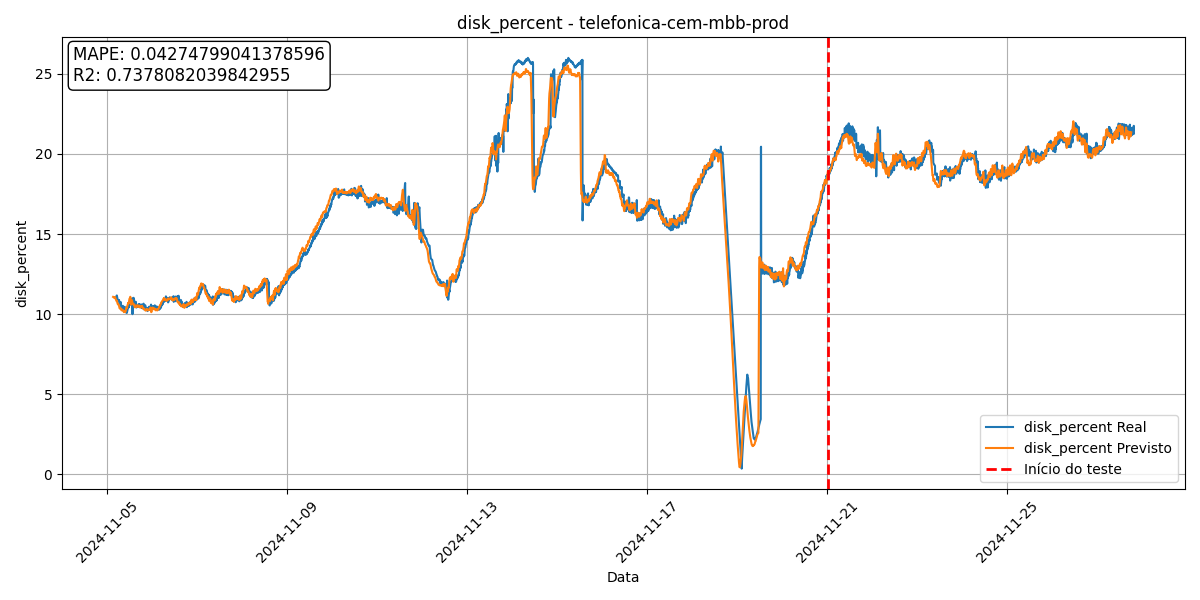 disk_percent - telefonica-cem-mbb-prod
MAPE: 0.04274799041378596
R2: 0.7378082039842955
disk_percent
25
20
15
10
5
0
disk_percent Real
disk_percent Previsto
Início do teste
2024-11-05
2024-11-09
2024-11-13
2024-11-17
2024-11-21
2024-11-25
Data